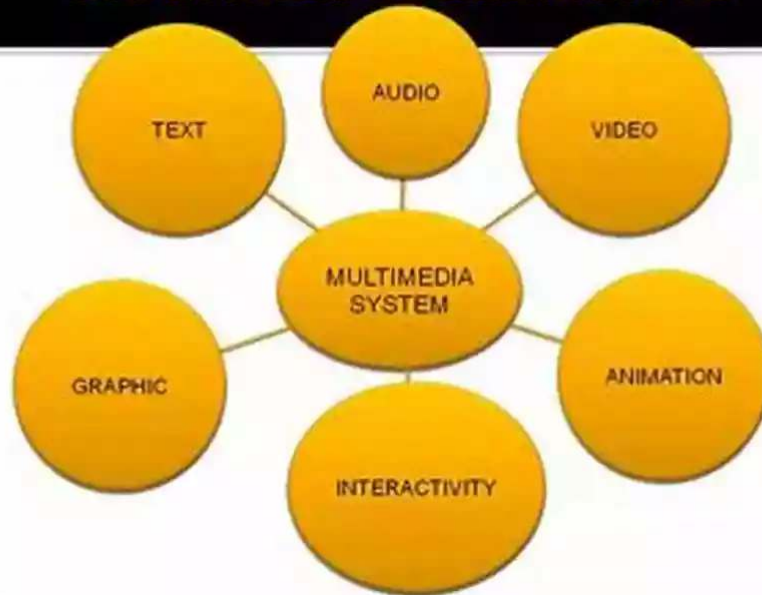 TEXT
AUDIO
VIDEO
MULTIMEDIA
SYSTEM
GRAPHIC
ANIMATION
INTERACTIVITY